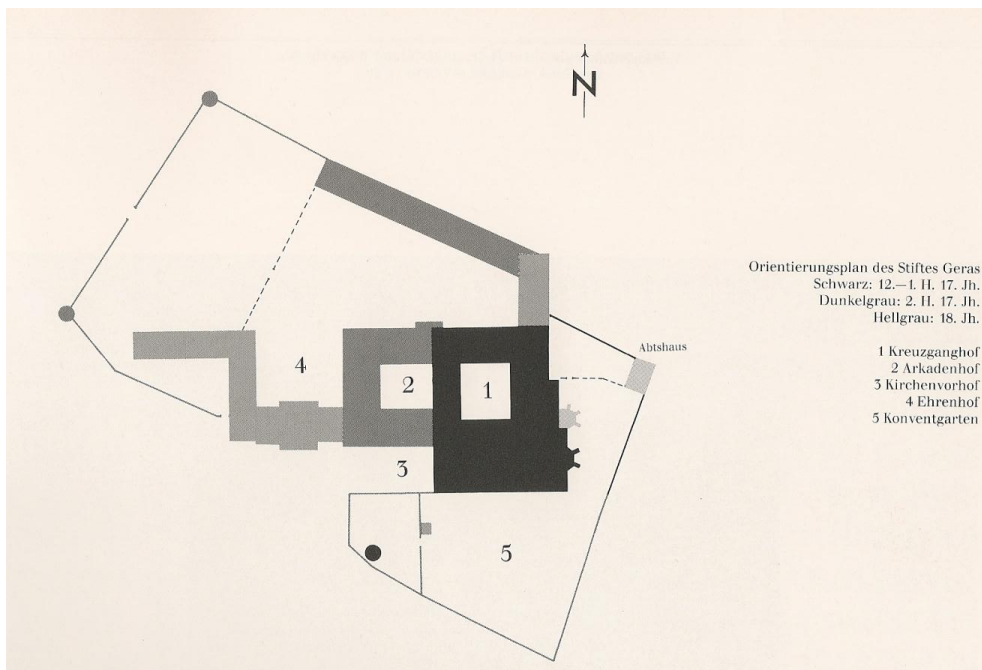 N
Orientierungsplan des Stiftes Geras
Schwarz: 12.—1. H. 17. Jh.
Dunkelgrau: 2. H. 17. Jh.
Hellgrau: 18. Jh.
Abtshaus
1 Kreuzganghof
2 Arkadenhof
3 Kirchenvorhof
4 Ehrenhof
5 Konventgarten
4
2
1
3
5